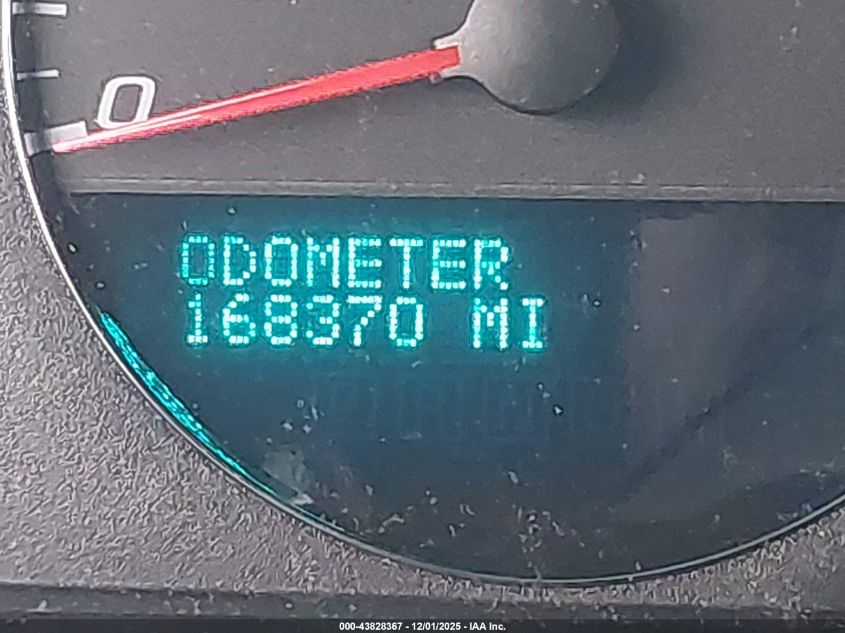 0
ODOMETER
168370 MI
000-43828367 - 12/01/2025 - IAA Inc.